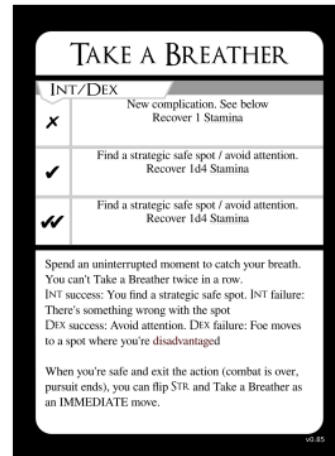 TAKE A BREATHER
INT/DEX
✗ New complication. See below
Recover 1 Stamina
✓ Find a strategic safe spot / avoid attention.
Recover 1d4 Stamina
✓✓ Find a strategic safe spot / avoid attention.
Recover 1d4 Stamina
Spend an uninterrupted moment to catch your breath.
You can't Take a Breather twice in a row.
INT success: You find a strategic safe spot. INT failure:
There's something wrong with the spot
DEX success: Avoid attention. DEX failure: Foe moves
to a spot where you're disadvantaged
When you're safe and exit the action (combat is over,
pursuit ends), you can flip STR and Take a Breather as
an IMMEDIATE move.
v0.85